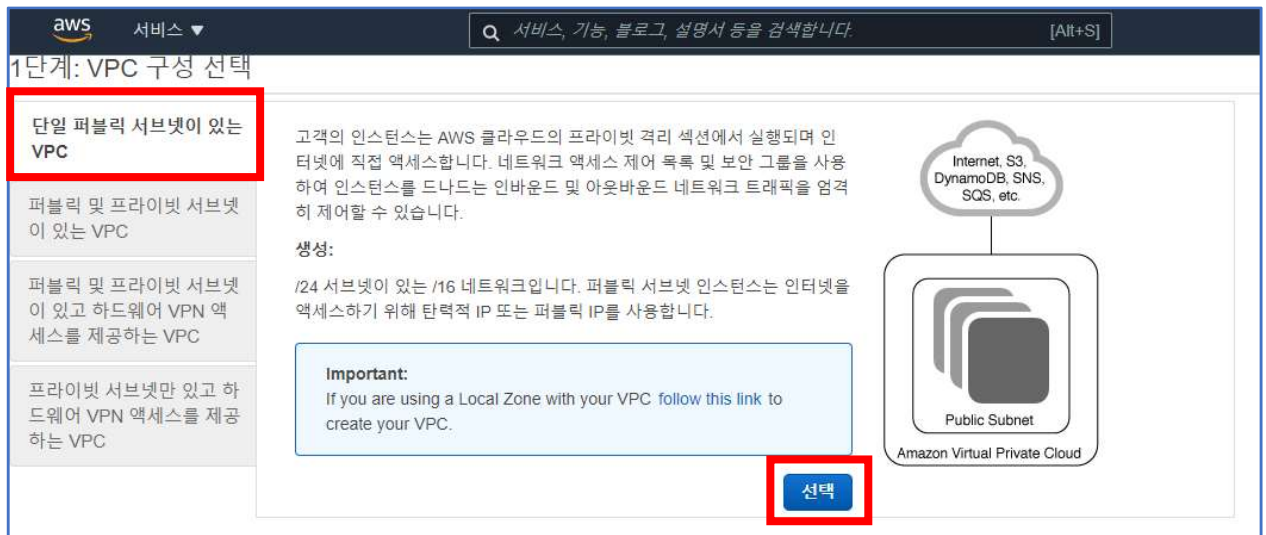 aws
서비스 ▼
서비스, 기능, 블로그, 설명서 등을 검색합니다.
[Alt+S]
1단계: VPC 구성 선택
단일 퍼블릭 서브넷이 있는
VPC
퍼블릭 및 프라이빗 서브넷
이 있는 VPC
퍼블릭 및 프라이빗 서브넷
이 있고 하드웨어 VPN 액
세스를 제공하는 VPC
프라이빗 서브넷만 있고 하
드웨어 VPN 액세스를 제공
하는 VPC
고객의 인스턴스는 AWS 클라우드의 프라이빗 격리 섹션에서 실행되며 인
터넷에 직접 액세스합니다. 네트워크 액세스 제어 목록 및 보안 그룹을 사용
하여 인스턴스를 드나드는 인바운드 및 아웃바운드 네트워크 트래픽을 엄격
히 제어할 수 있습니다.
생성:
/24 서브넷이 있는 /16 네트워크입니다. 퍼블릭 서브넷 인스턴스는 인터넷을
액세스하기 위해 탄력적 IP 또는 퍼블릭 IP를 사용합니다.
Important:
If you are using a Local Zone with your VPC follow this link to
create your VPC.
선택
Internet, S3,
DynamoDB, SNS,
SQS, etc.
Public Subnet
Amazon Virtual Private Cloud